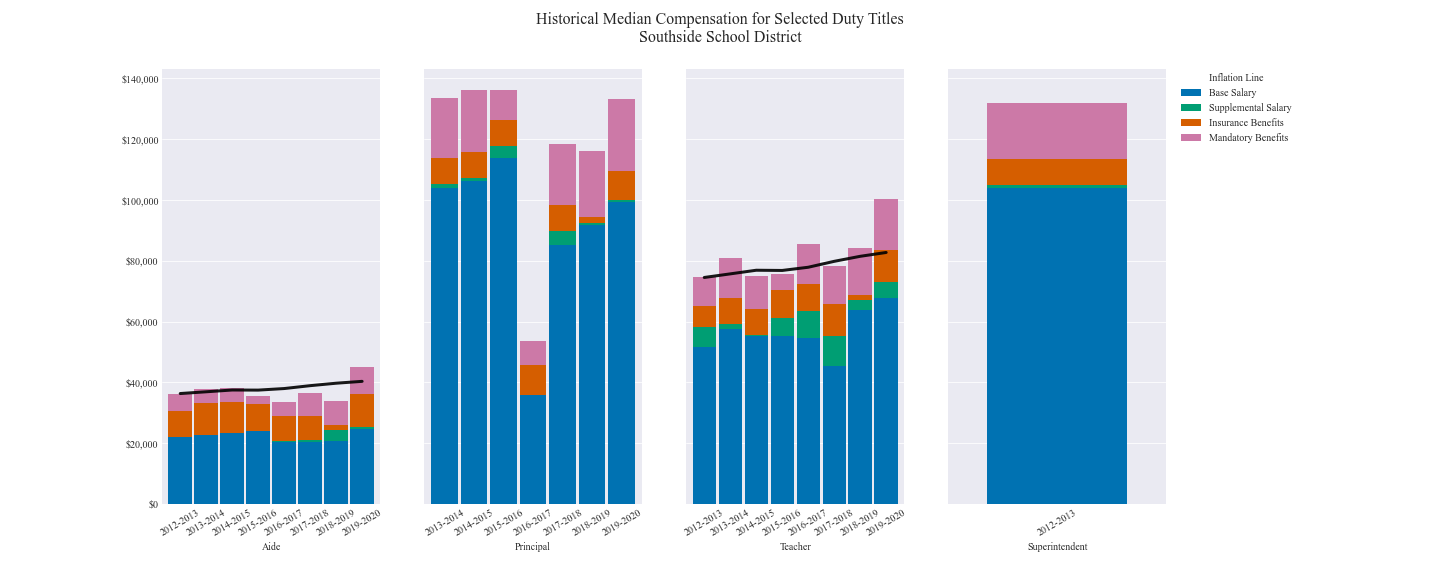 Historical Median Compensation for Selected Duty Titles
Southside School District
$140,000
$120,000
$100,000
$80,000
$60,000
$40,000
$20,000
$0
2012-2013
2013-2014
2014-2015
2015-2016
2016-2017
2017-2018
2018-2019
2019-2020
Aide
2013-2014
2014-2015
2015-2016
2016-2017
2017-2018
2018-2019
2019-2020
Principal
2012-2013
2013-2014
2014-2015
2015-2016
2016-2017
2017-2018
2018-2019
2019-2020
Teacher
2012-2013
Superintendent
Inflation Line
Base Salary
Supplemental Salary
Insurance Benefits
Mandatory Benefits